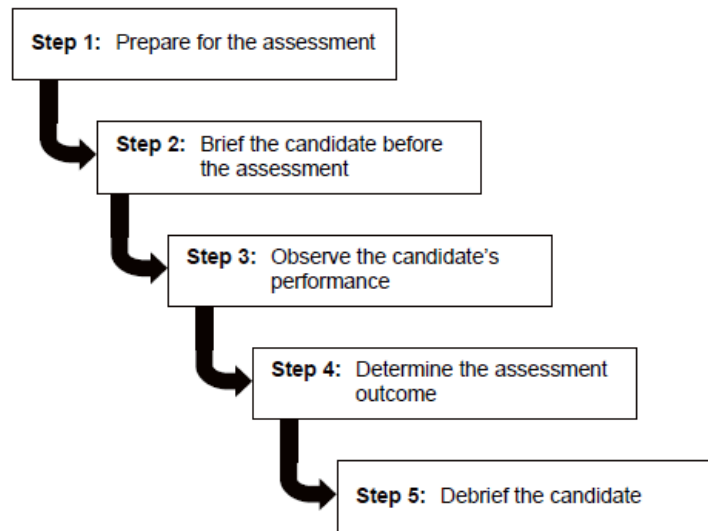 Step 1: Prepare for the assessment
Step 2: Brief the candidate before
the assessment
Step 3: Observe the candidate's
performance
Step 4: Determine the assessment
outcome
Step 5: Debrief the candidate